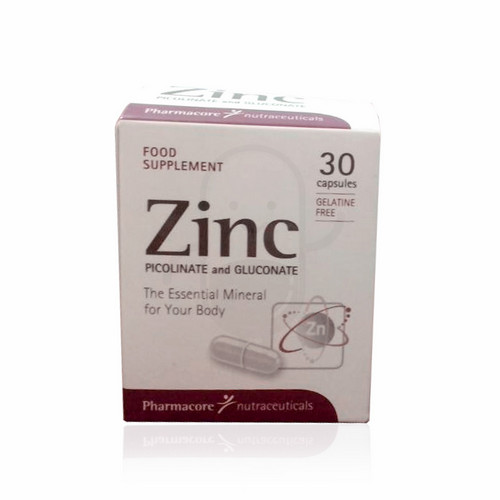 Zinc
PICOLINATE and GLUCONATE
Pharmacore nutraceuticals
FOOD
SUPPLEMENT
30
capsules
GELATINE
FREE
Zinc
PICOLINATE and GLUCONATE
The Essential Mineral
for Your Body
Zn
Pharmacore nutraceuticals